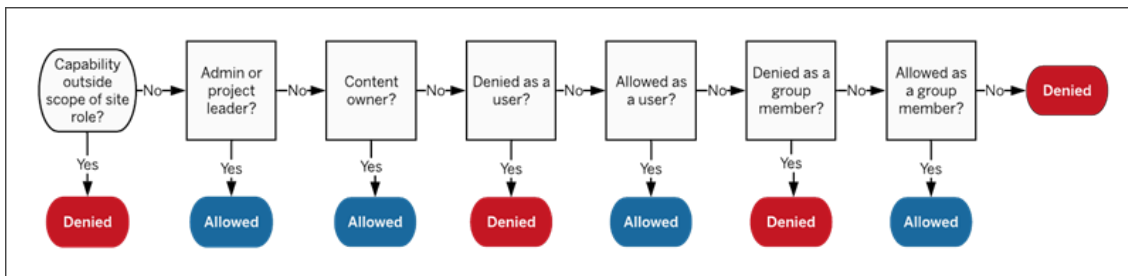 Capability
outside
scope of site
role?
No
Admin or
project
leader?
No
Content
owner?
No
Denied as
a user?
No
Allowed as
a user?
No
Denied as a
group
member?
No
Allowed as
a group
member?
No
Denied
Yes
Yes
Yes
Yes
Yes
Yes
Yes
Denied
Allowed
Allowed
Denied
Allowed
Denied
Allowed